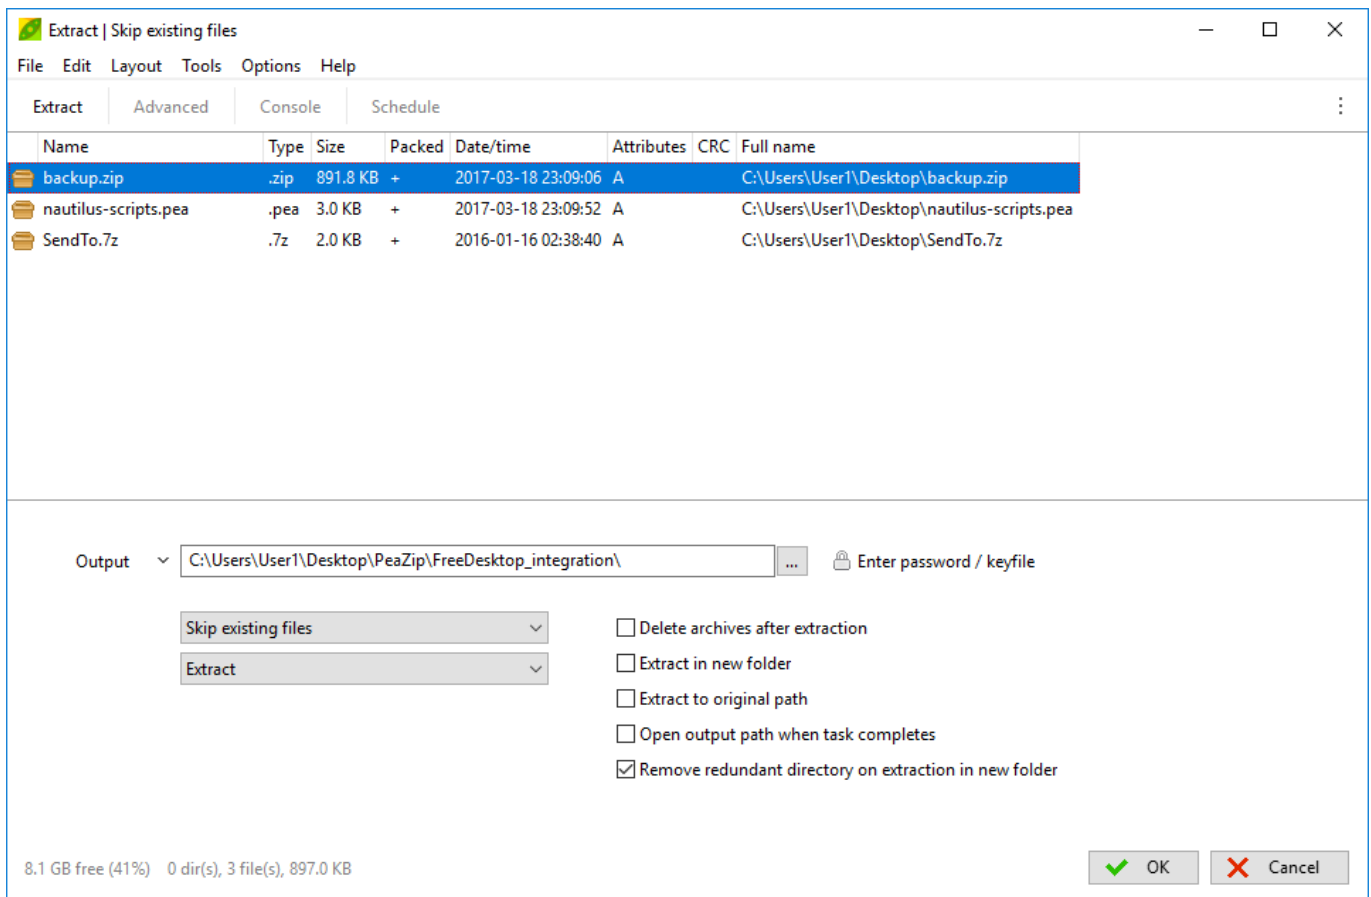 Extract | Skip existing files
File Edit Layout Tools Options Help
Extract Advanced Console Schedule
Name Type Size Packed Date/time Attributes CRC Full name
backup.zip .zip 891.8 KB + 2017-03-18 23:09:06 A C:\Users\User1\Desktop\backup.zip
nautilus-scripts.pea .pea 3.0 KB + 2017-03-18 23:09:52 A C:\Users\User1\Desktop\nautilus-scripts.pea
SendTo.7z .7z 2.0 KB + 2016-01-16 02:38:40 A C:\Users\User1\Desktop\SendTo.7z
Output C:\Users\User1\Desktop\PeaZip\FreeDesktop_integration\ ... Enter password / keyfile
Skip existing files
Extract
Delete archives after extraction
Extract in new folder
Extract to original path
Open output path when task completes
Remove redundant directory on extraction in new folder
8.1 GB free (41%) 0 dir(s), 3 file(s), 897.0 KB
OK Cancel